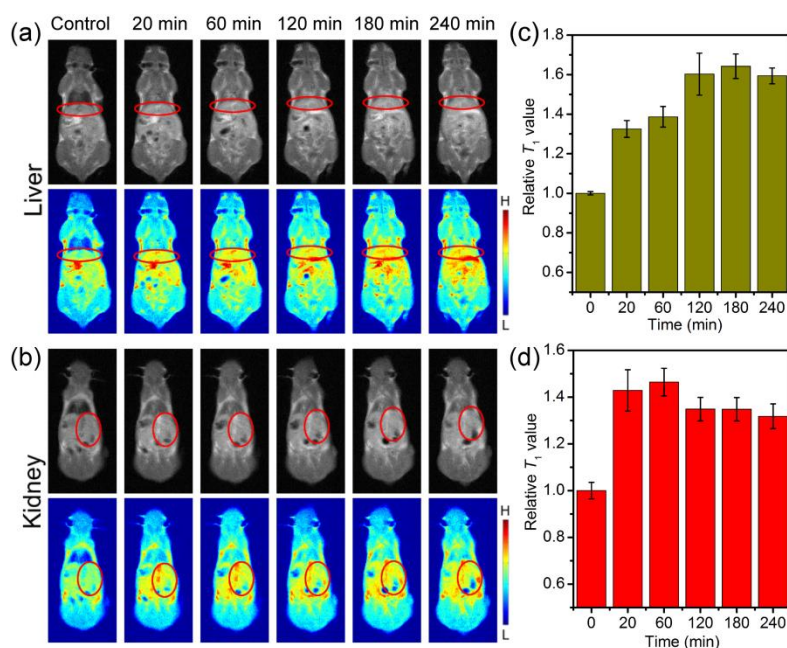 (a)
Control
20 min
60 min
120 min
180 min
240 min
Liver
H
L
(b)
Kidney
H
L
(c)
Relative T₁ value
1.8
1.6
1.4
1.2
1.0
0.8
0.6
0 20 60 120 180 240
Time (min)
(d)
Relative T₁ value
1.6
1.4
1.2
1.0
0.8
0.6
0 20 60 120 180 240
Time (min)